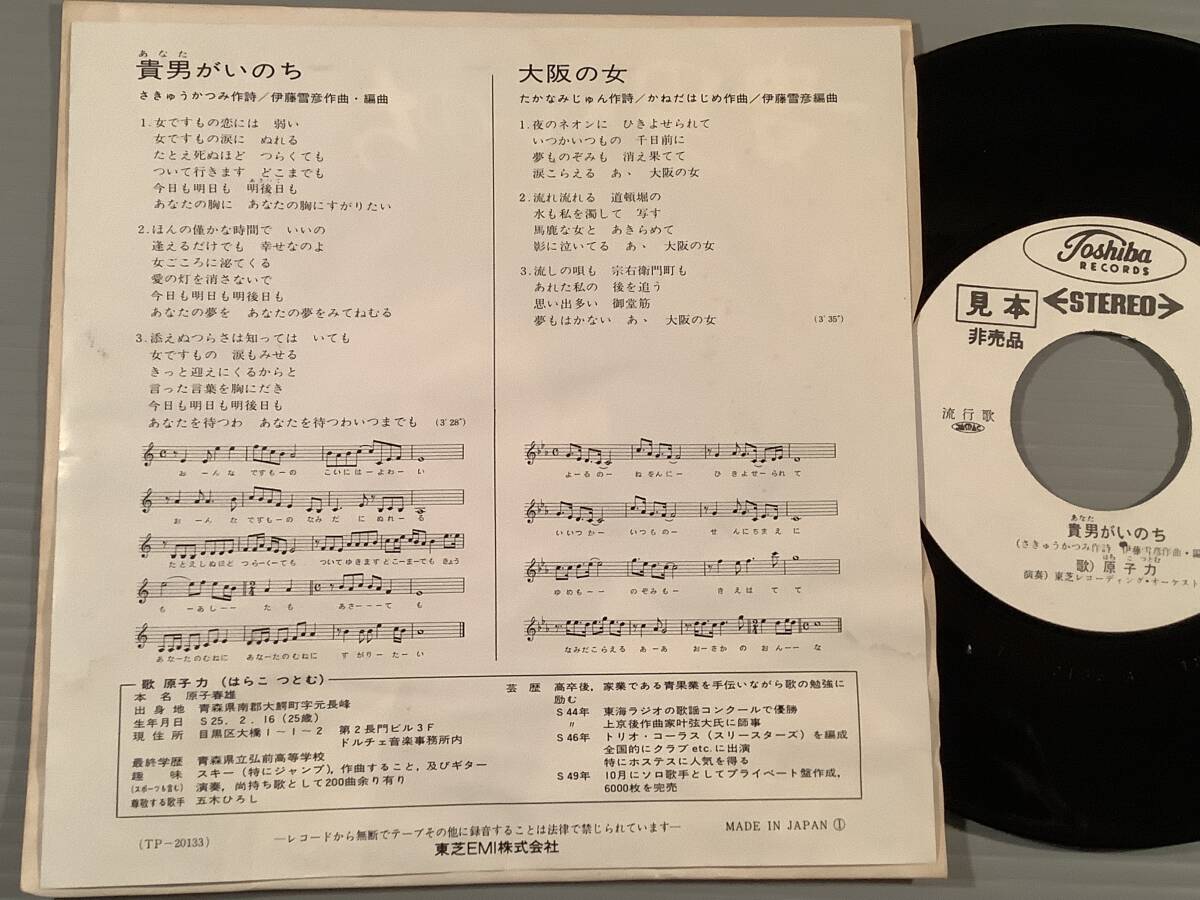 あなた
貴男がいのち
さきゅうかつみ作詩/伊藤雪彦作曲・編曲
1.女ですもの恋には 弱い
女ですもの涙に ぬれる
たとえ死ぬほど つらくても
ついて行きます どこまでも
今日も明日も 明後日も
あなたの胸に あなたの胸にすがりたい
2.ほんの僅かな時間で いいの
逢えるだけでも 幸せなのよ
女ごころに泌てくる
愛の灯を消さないで
今日も明日も明後日も
あなたの夢を あなたの夢をみてねむる
3.添えぬつらさは知っては いても
女ですもの 涙もみせる
きっと迎えにくるからと
言った言葉を胸にだき
今日も明日も明後日も
あなたを待つわ あなたを待つわいつまでも (3′28″)
おーんな ですもーの こいにはーよわーい
おーんな ですもーの なみだ に ぬれーる
たとえしぬほど つらくーても ついてゆきます どこーまーでも きょう
も ーあしーー た も あさーーーて も
あなーたのむねに あなーたのむねに すがりーたーい
大阪の女
たかなみじゅん作詩/かねだはじめ作曲/伊藤雪彦編曲
1.夜のネオンに ひきよせられて
いつかいつもの 千日前に
夢ものぞみも 消え果てて
涙こらえる あゝ 大阪の女
2.流れ流れる 道頓堀の
水も私を濁して 写す
馬鹿な女と あきらめて
影に泣いてる あゝ 大阪の女
3.流しの唄も 宗右衛門町も
あれた私の 後を追う
思い出多い 御堂筋
夢もはかない あゝ 大阪の女 (3′35″)
よーるのー ねをんにー ひきよせーられて
いいつかー いつものー せんにちまえに
ゆめもーー のぞみもー きえはてて
なみだこらえる あーあ おーさかの おんーーな
歌 原子 力 (はらこ つとむ)
本名 原子春雄
出身地 青森県南郡大鰐町字元長峰
生年月日 S25. 2. 16 (25歳)
現住所 目黒区大橋1-1-2 第2長門ビル3F
ドルチェ音楽事務所内
最終学歴 青森県立弘前高等学校
趣味 スキー(特にジャンプ), 作曲すること, 及びギター
(スポーツも含む) 演奏, 尚持ち歌として200曲余り有り
尊敬する歌手 五木ひろし
芸歴 高卒後, 家業である青果業を手伝いながら歌の勉強に
励む
S44年 東海ラジオの歌謡コンクールで優勝
〃 上京後作曲家叶弦大氏に師事
S46年 トリオ・コーラス(スリースターズ)を編成
全国的にクラブetc.に出演
特にホステスに人気を得る
S49年 10月にソロ歌手としてプライベート盤作成,
6000枚を完売
(TP-20133)
―レコードから無断でテープその他に録音することは法律で禁じられています―
MADE IN JAPAN Ⓘ
東芝EMI株式会社
Toshiba
RECORDS
見本
STEREO
非売品
流行歌
あなた
貴男がいのち
(さきゅうかつみ作詩 伊藤雪彦作曲・編
はらこ つとむ
歌) 原子 力
演奏) 東芝レコーディング・オーケスト